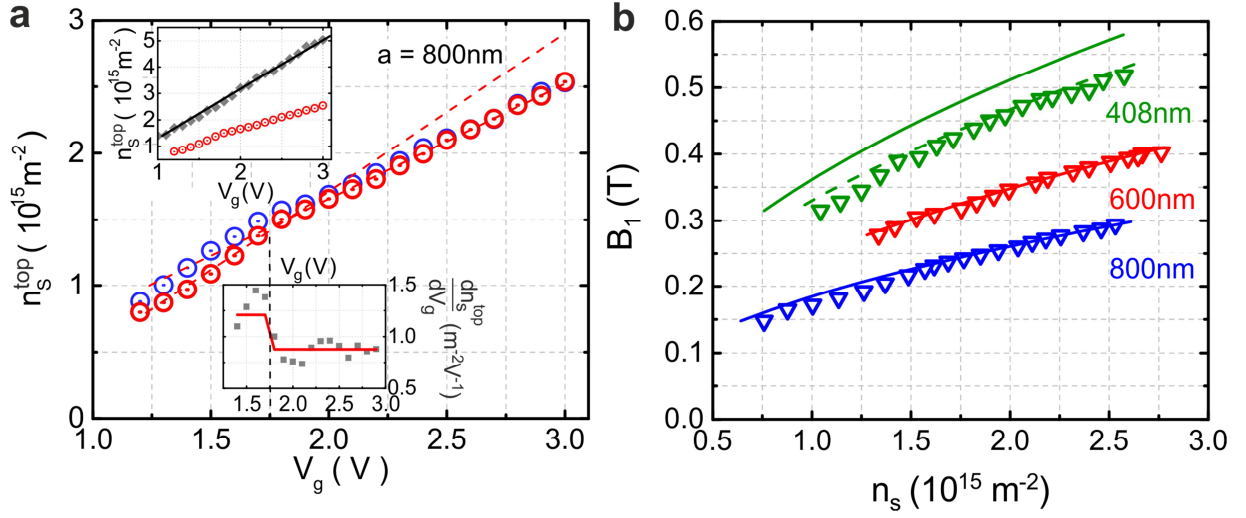 a
3
2
1
0
1.0
1.5
2.0
2.5
3.0
n_s^top ( 10^15 m^-2)
V_g ( V )
a = 800nm
5
4
3
2
1
1
2
3
n_s^top ( 10^15 m^-2)
V_g(V)
V_g(V)
1.5
1.0
0.5
1.5
2.0
2.5
3.0
dn_s^top
dV_g
(m^-2V^-1)
b
0.6
0.5
0.4
0.3
0.2
0.1
0.0
0.5
1.0
1.5
2.0
2.5
3.0
B_1 (T)
n_s (10^15 m^-2)
408nm
600nm
800nm